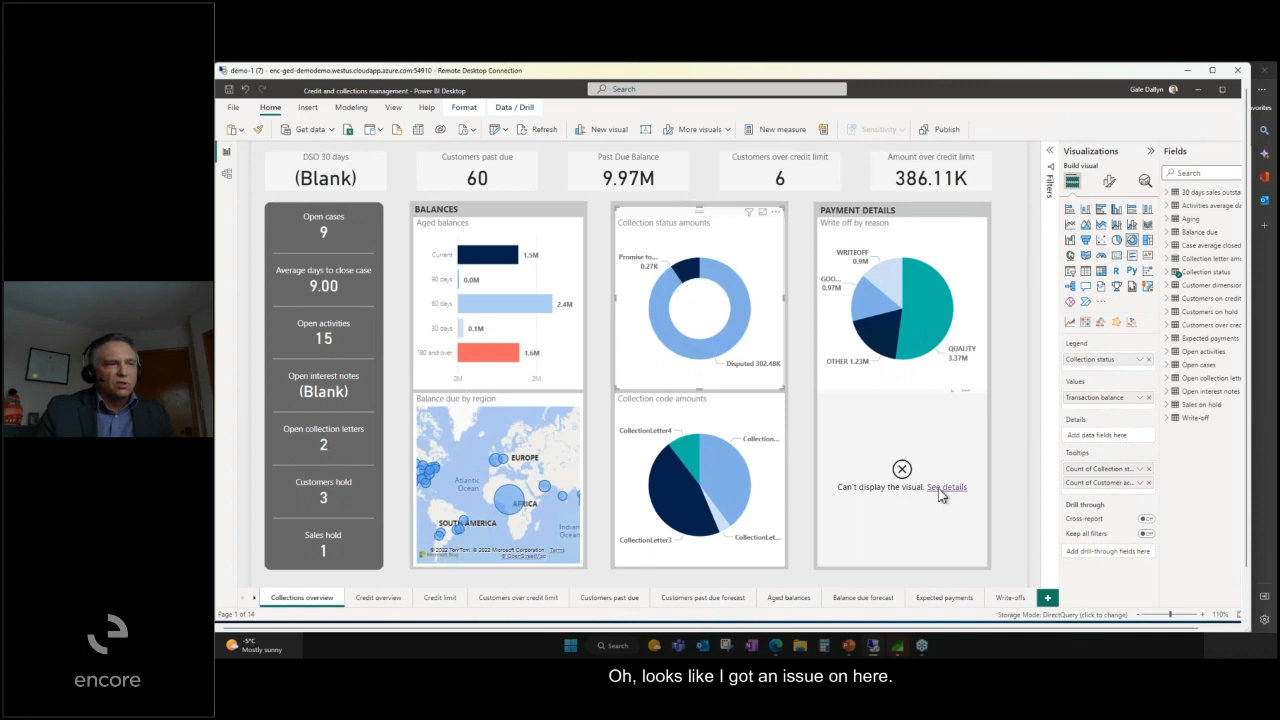 demo-1 (7) - enc-ged-demodemo.westus.cloudapp.azure.com:54910 - Remote Desktop Connection
Credit and collections management - Power BI Desktop
Search
Gale Dallyn
File Home Insert Modeling View Help Format Data / Drill
Get data Refresh New visual More visuals New measure Sensitivity Publish
DSO 30 days
(Blank)
Customers past due
60
Past Due Balance
9.97M
Customers over credit limit
6
Amount over credit limit
386.11K
Open cases
9
Average days to close case
9.00
Open activities
15
Open interest notes
(Blank)
Open collection letters
2
Customers hold
3
Sales hold
1
BALANCES
Aged balances
Current 1.5M
90 days 0.0M
60 days 2.4M
30 days 0.1M
180 and over 1.6M
0M 2M
Balance due by region
EUROPE
Atlantic
Ocean
AFRICA
SOUTH AMERICA
Indian
© 2022 TomTom, © 2022 Microsoft Corporation, Terms
© OpenStreetMap
Microsoft Bing
Collection status amounts
Promise to...
0.27K
Disputed 302.48K
Collection code amounts
CollectionLetter4
Collection...
CollectionLetter3
CollectionLet...
PAYMENT DETAILS
Write off by reason
WRITEOFF
0.9M
GOO...
0.97M
OTHER 1.23M
QUALITY
3.37M
Can't display the visual. See details
Filters
Visualizations
Build visual
Legend
Collection status
Values
Transaction balance
Details
Add data fields here
Tooltips
Count of Collection st...
Count of Customer ac...
Drill through
Cross-report Off
Keep all filters Off
Add drill-through fields here
Fields
Search
30 days sales outsta
Activities average da
Aging
Balance due
Case average closed
Collection letter am
Collection status
Customer dimension
Customers on credit
Customers on hold
Customers over cred
Expected payments
Open activities
Open cases
Open collection lett
Open interest notes
Sales on hold
Write-off
Collections overview Credit overview Credit limit Customers over credit limit Customers past due Customers past due forecast Aged balances Balance due forecast Expected payments Write-offs
Page 1 of 14
Storage Mode: DirectQuery (click to change)
110%
-5°C
Mostly sunny
Search
encore
Oh, looks like I got an issue on here.